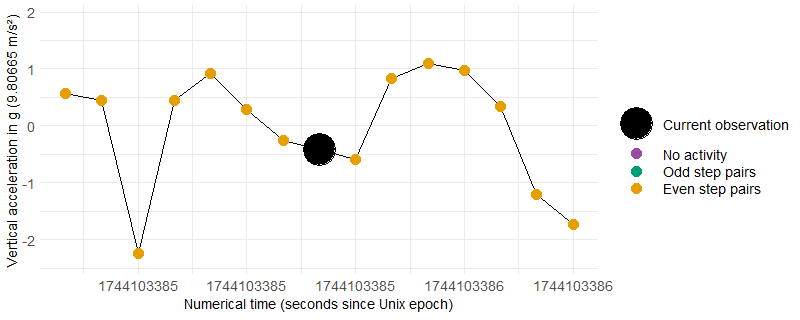 Vertical acceleration in g (9.80665 m/s²)
2
1
0
-1
-2
1744103385
1744103385
1744103385
1744103386
1744103386
Numerical time (seconds since Unix epoch)
Current observation
No activity
Odd step pairs
Even step pairs